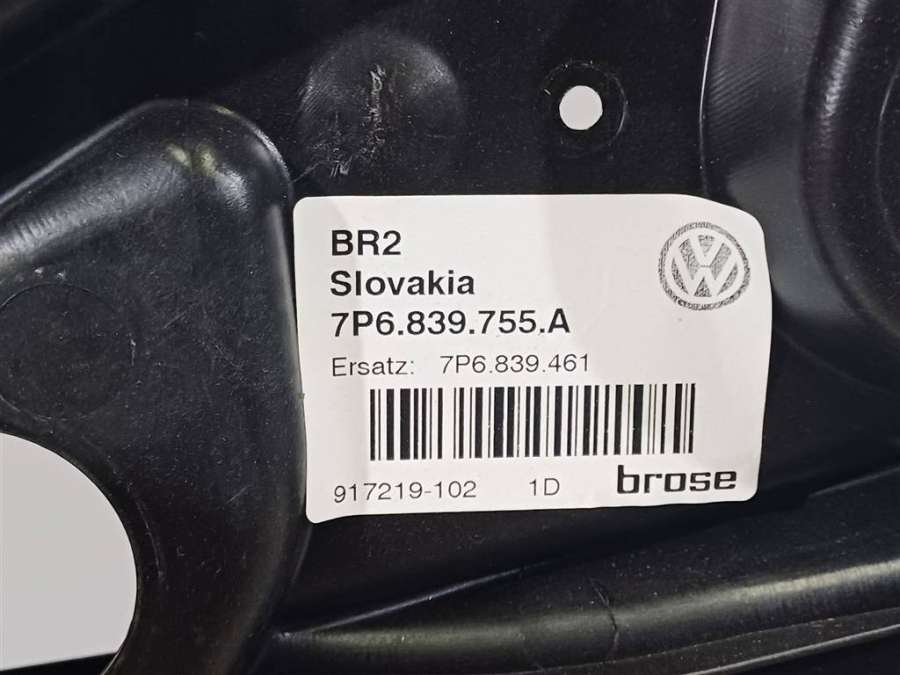 BR2
Slovakia
7P6.839.755.A
Ersatz: 7P6.839.461
917219-102 1D brose